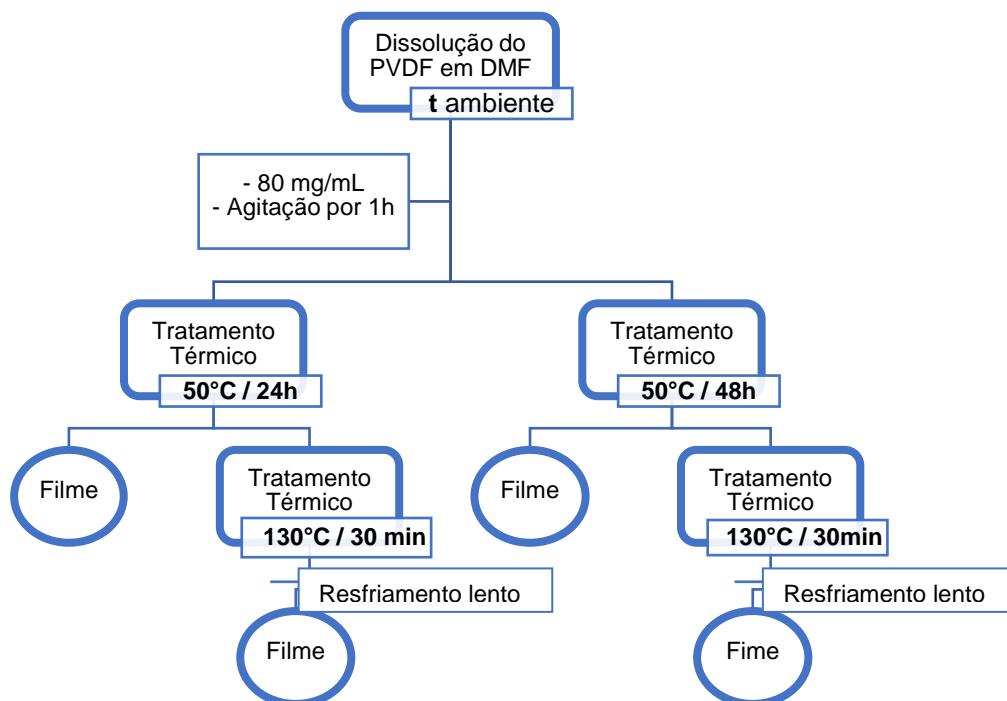 Dissolução do
PVDF em DMF
t ambiente
- 80 mg/mL
- Agitação por 1h
Tratamento
Térmico
50°C / 24h
Tratamento
Térmico
50°C / 48h
Filme
Tratamento
Térmico
130°C / 30 min
Filme
Tratamento
Térmico
130°C / 30min
Resfriamento lento
Resfriamento lento
Filme
Fime